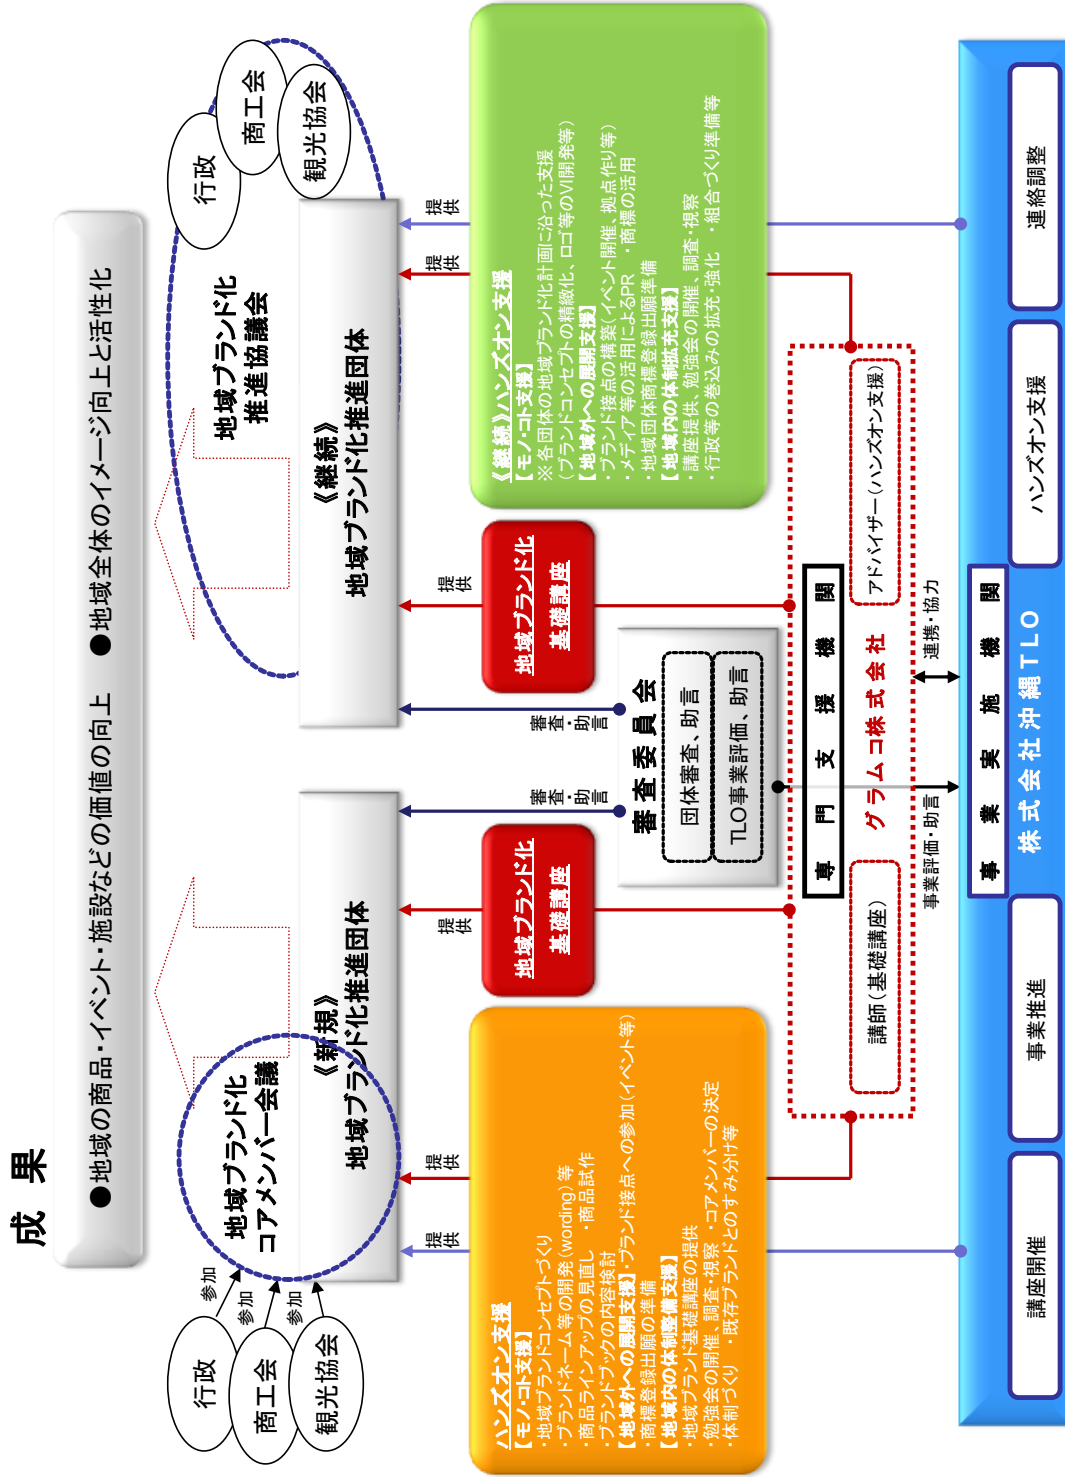 成 果
●地域の商品・イベント・施設などの価値の向上 ●地域全体のイメージ向上と活性化
行政
商工会
観光協会
参加
参加
参加
地域ブランド化
コアメンバー会議
《新規》
地域ブランド化推進団体
地域ブランド化
推進協議会
《継続》
地域ブランド化推進団体
行政
商工会
観光協会
提供
提供
提供
審査・助言
審査・助言
提供
提供
提供
ハンズオン支援
【モノ・コト支援】
・地域ブランドコンセプトづくり
・ブランドネーム等の開発(wording)等
・商品ラインアップの見直し ・商品試作
・ブランドブックの内容検討
【地域外への展開支援】・ブランド接点への参加(イベント等)
・商標登録出願の準備
【地域内の体制整備支援】
・地域ブランド基礎講座の提供
・勉強会の開催、調査・視察 ・コアメンバーの決定
・体制づくり ・既存ブランドとのすみ分け等
地域ブランド化
基礎講座
審査委員会
団体審査、助言
TLO事業評価、助言
地域ブランド化
基礎講座
《継続》ハンズオン支援
【モノ・コト支援】
※各団体の地域ブランド化計画に沿った支援
(ブランドコンセプトの精緻化、ロゴ等のVI開発等)
【地域外への展開支援】
・ブランド接点の構築(イベント開催、拠点作り等)
・メディア等の活用によるPR ・商標の活用
・地域団体商標登録出願準備
【地域内の体制拡充支援】
・講座提供、勉強会の開催、調査・視察
・行政等の巻込みの拡充・強化 ・組合づくり準備等
専門支援機関
グラムコ株式会社
講師(基礎講座)
アドバイザー(ハンズオン支援)
事業評価・助言
連携・協力
事業実施機関
株式会社沖縄TLO
講座開催
事業推進
ハンズオン支援
連絡調整